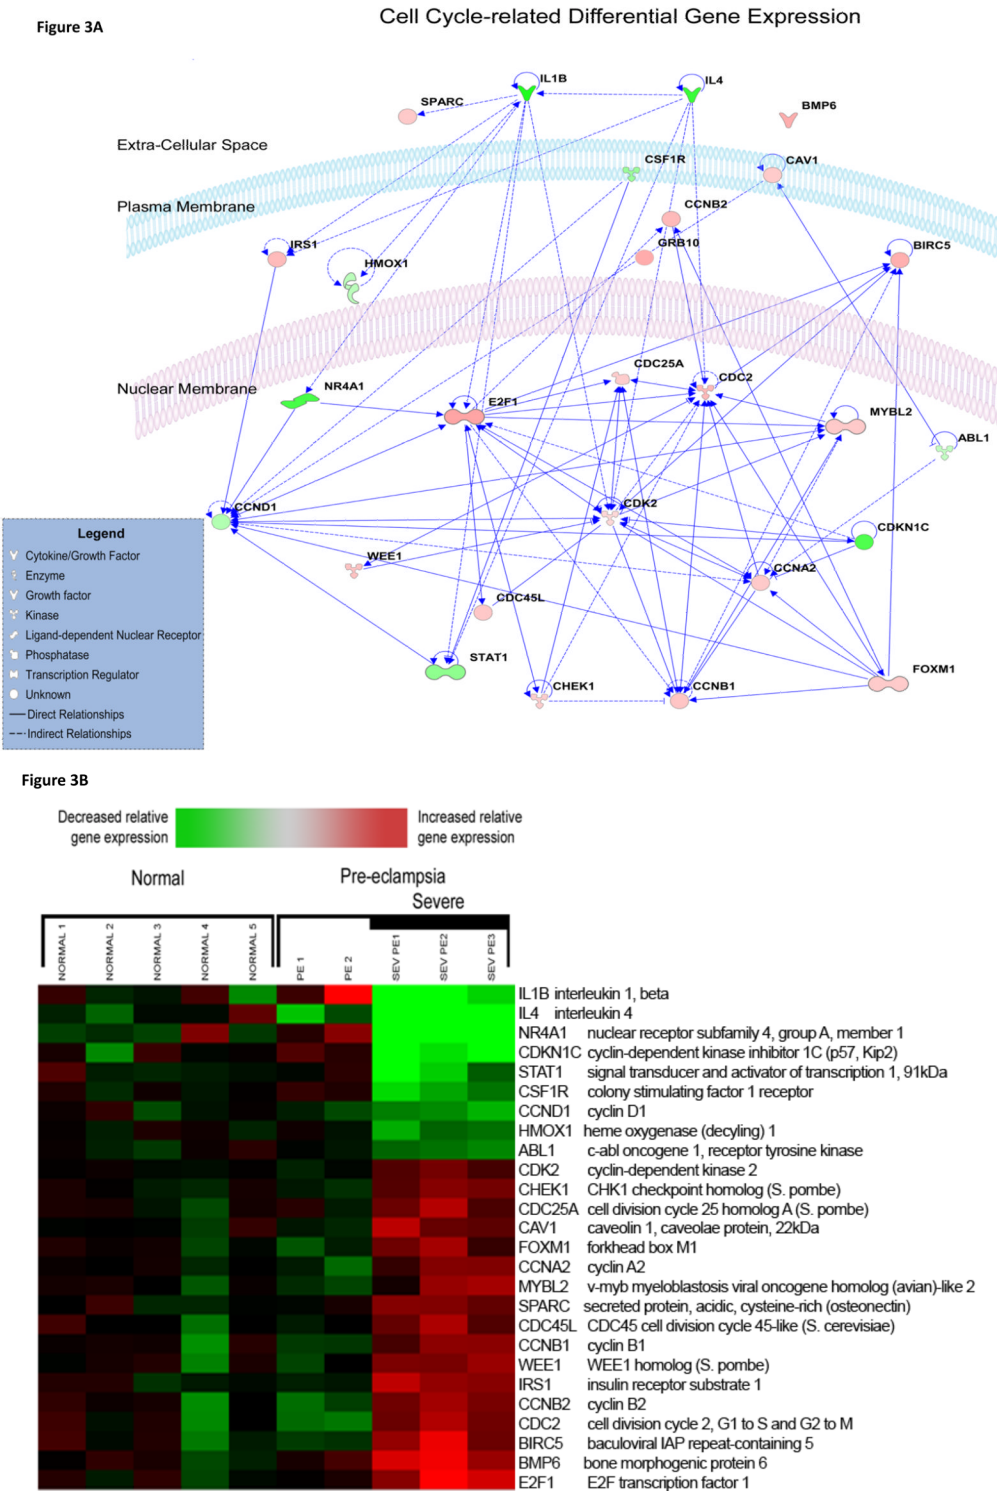 Cell Cycle-related Differential Gene Expression
Figure 3A
IL1B
IL4
SPARC
BMP6
Extra-Cellular Space
CSF1R
CAV1
Plasma Membrane
CCNB2
IRS1
GRB10
BIRC5
HMOX1
CDC25A
CDC2
Nuclear Membrane
NR4A1
E2F1
MYBL2
ABL1
CCND1
CDK2
CDKN1C
Legend
Cytokine/Growth Factor
Enzyme
Growth factor
Kinase
Ligand-dependent Nuclear Receptor
Phosphatase
Transcription Regulator
Unknown
Direct Relationships
Indirect Relationships
WEE1
CCNA2
CDC45L
STAT1
CHEK1
CCNB1
FOXM1
Figure 3B
Decreased relative
gene expression
Increased relative
gene expression
Normal
Pre-eclampsia
Severe
NORMAL 1
NORMAL 2
NORMAL 3
NORMAL 4
NORMAL 5
PE 1
PE 2
SEV PE1
SEV PE2
SEV PE3
IL1B interleukin 1, beta
IL4 interleukin 4
NR4A1 nuclear receptor subfamily 4, group A, member 1
CDKN1C cyclin-dependent kinase inhibitor 1C (p57, Kip2)
STAT1 signal transducer and activator of transcription 1, 91kDa
CSF1R colony stimulating factor 1 receptor
CCND1 cyclin D1
HMOX1 heme oxygenase (decyling) 1
ABL1 c-abl oncogene 1, receptor tyrosine kinase
CDK2 cyclin-dependent kinase 2
CHEK1 CHK1 checkpoint homolog (S. pombe)
CDC25A cell division cycle 25 homolog A (S. pombe)
CAV1 caveolin 1, caveolae protein, 22kDa
FOXM1 forkhead box M1
CCNA2 cyclin A2
MYBL2 v-myb myeloblastosis viral oncogene homolog (avian)-like 2
SPARC secreted protein, acidic, cysteine-rich (osteonectin)
CDC45L CDC45 cell division cycle 45-like (S. cerevisiae)
CCNB1 cyclin B1
WEE1 WEE1 homolog (S. pombe)
IRS1 insulin receptor substrate 1
CCNB2 cyclin B2
CDC2 cell division cycle 2, G1 to S and G2 to M
BIRC5 baculoviral IAP repeat-containing 5
BMP6 bone morphogenic protein 6
E2F1 E2F transcription factor 1